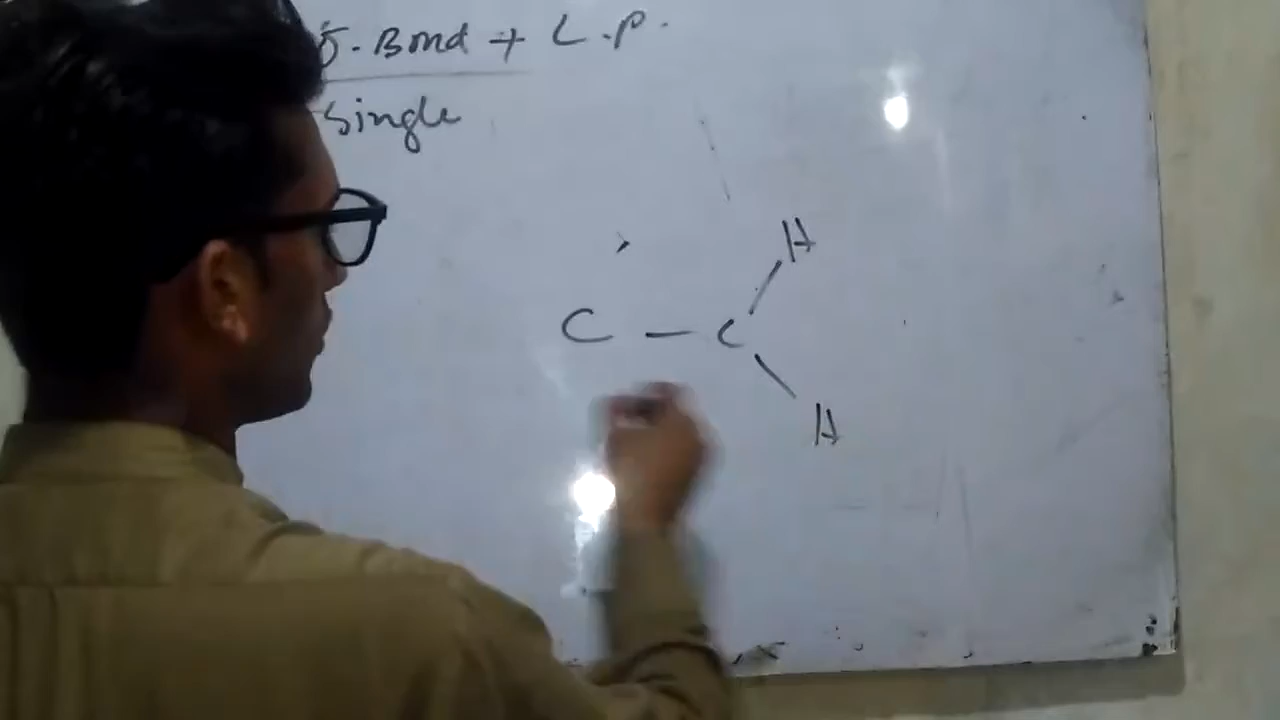 σ. Bond + L.P.
Single
H
C — C
H